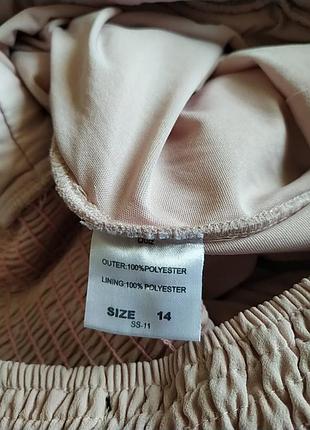 OUTER:100%POLYESTER
LINING:100% POLYESTER
SIZE 14
SS-11